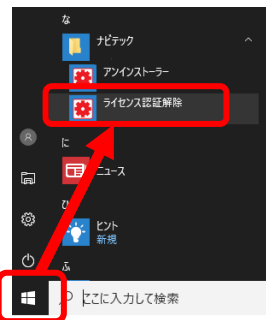 な
ナビテック
アンインストーラー
ライセンス認証解除
に
ニュース
ひ
ヒント
新規
ふ
ここに入力して検索